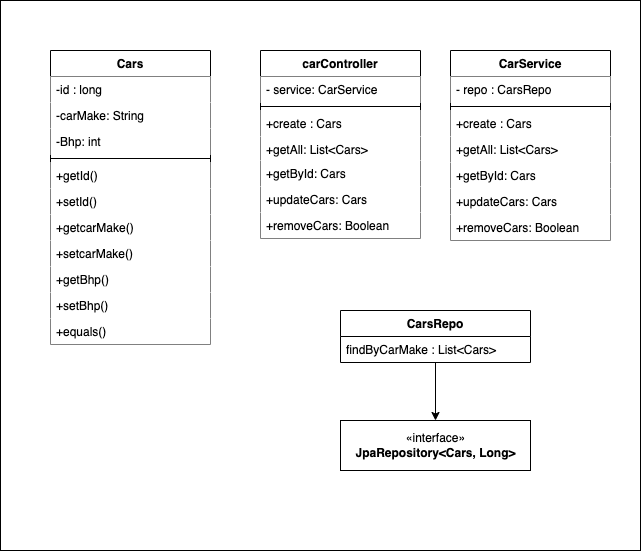 Cars
-id : long
-carMake: String
-Bhp: int
+getId()
+setId()
+getcarMake()
+setcarMake()
+getBhp()
+setBhp()
+equals()
carController
- service: CarService
+create : Cars
+getAll: List<Cars>
+getById: Cars
+updateCars: Cars
+removeCars: Boolean
CarService
- repo : CarsRepo
+create : Cars
+getAll: List<Cars>
+getById: Cars
+updateCars: Cars
+removeCars: Boolean
CarsRepo
findByCarMake : List<Cars>
«interface»
JpaRepository<Cars, Long>